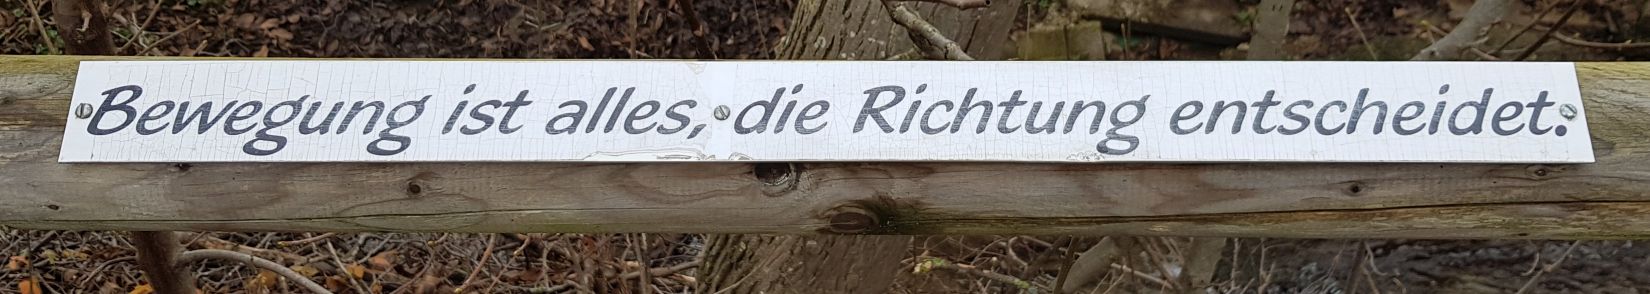 Bewegung ist alles, die Richtung entscheidet.